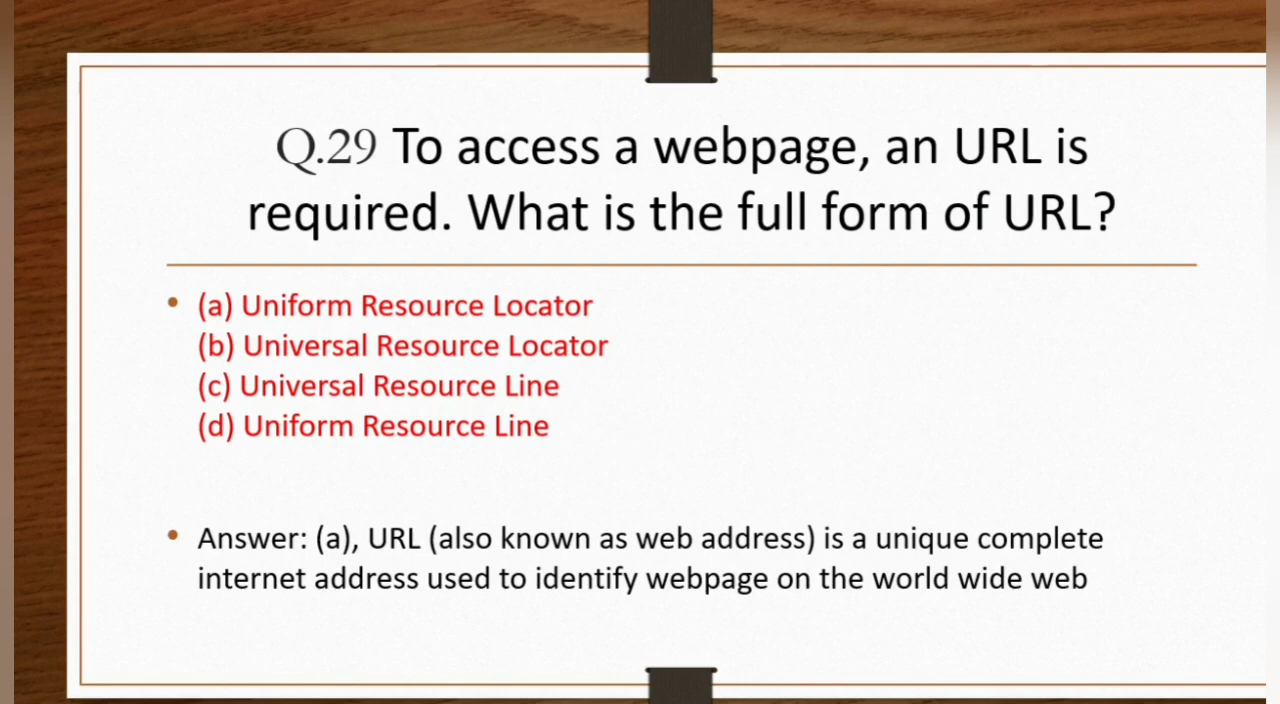 Q.29 To access a webpage, an URL is
required. What is the full form of URL?
• (a) Uniform Resource Locator
(b) Universal Resource Locator
(c) Universal Resource Line
(d) Uniform Resource Line
• Answer: (a), URL (also known as web address) is a unique complete
internet address used to identify webpage on the world wide web